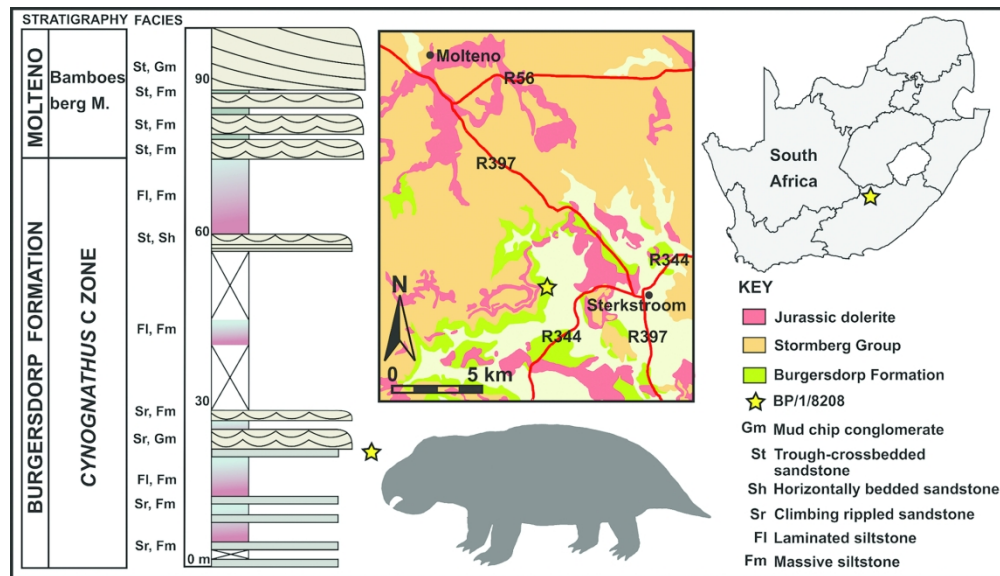 STRATIGRAPHY FACIES
MOLTENO
Bamboes
berg M.
BURGERSDORP FORMATION
CYNOGNATHUS C ZONE
St, Gm
90
St, Fm
St, Fm
St, Fm
Fl, Fm
60
St, Sh
Fl, Fm
30
Sr, Fm
Sr, Gm
Fl, Fm
Sr, Fm
Sr, Fm
0 m
Molteno
R56
R397
R344
Sterkstroom
R344
R397
N
0 5 km
South
Africa
KEY
Jurassic dolerite
Stormberg Group
Burgersdorp Formation
BP/1/8208
Gm Mud chip conglomerate
St Trough-crossbedded
sandstone
Sh Horizontally bedded sandstone
Sr Climbing rippled sandstone
Fl Laminated siltstone
Fm Massive siltstone